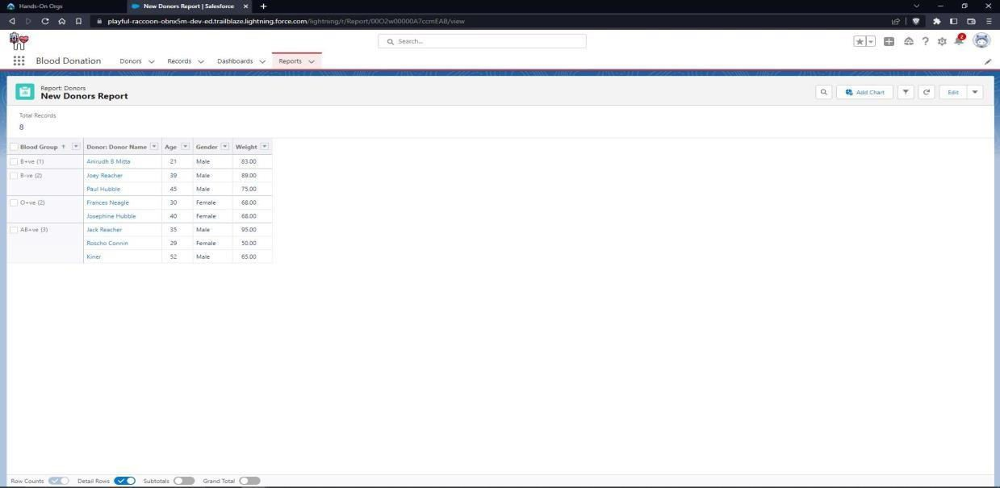 Hands-On Orgs
New Donors Report | Salesforce
playful-raccoon-obnx5m-dev-ed.trailblaze.lightning.force.com/lightning/r/Report/00O2w00000A7ccmEAB/view
Search...
2
Blood Donation Donors Records Dashboards Reports
Report: Donors
New Donors Report
Add Chart Edit
Total Records
8
Blood Group ↑ Donor: Donor Name Age Gender Weight
B+ve (1) Anirudh B Mitta 21 Male 83.00
B-ve (2) Joey Reacher 39 Male 89.00
Paul Hubble 45 Male 75.00
O+ve (2) Frances Neagle 30 Female 68.00
Josephine Hubble 40 Female 68.00
AB+ve (3) Jack Reacher 35 Male 95.00
Roscho Connin 29 Female 50.00
Kiner 52 Male 65.00
Row Counts Detail Rows Subtotals Grand Total